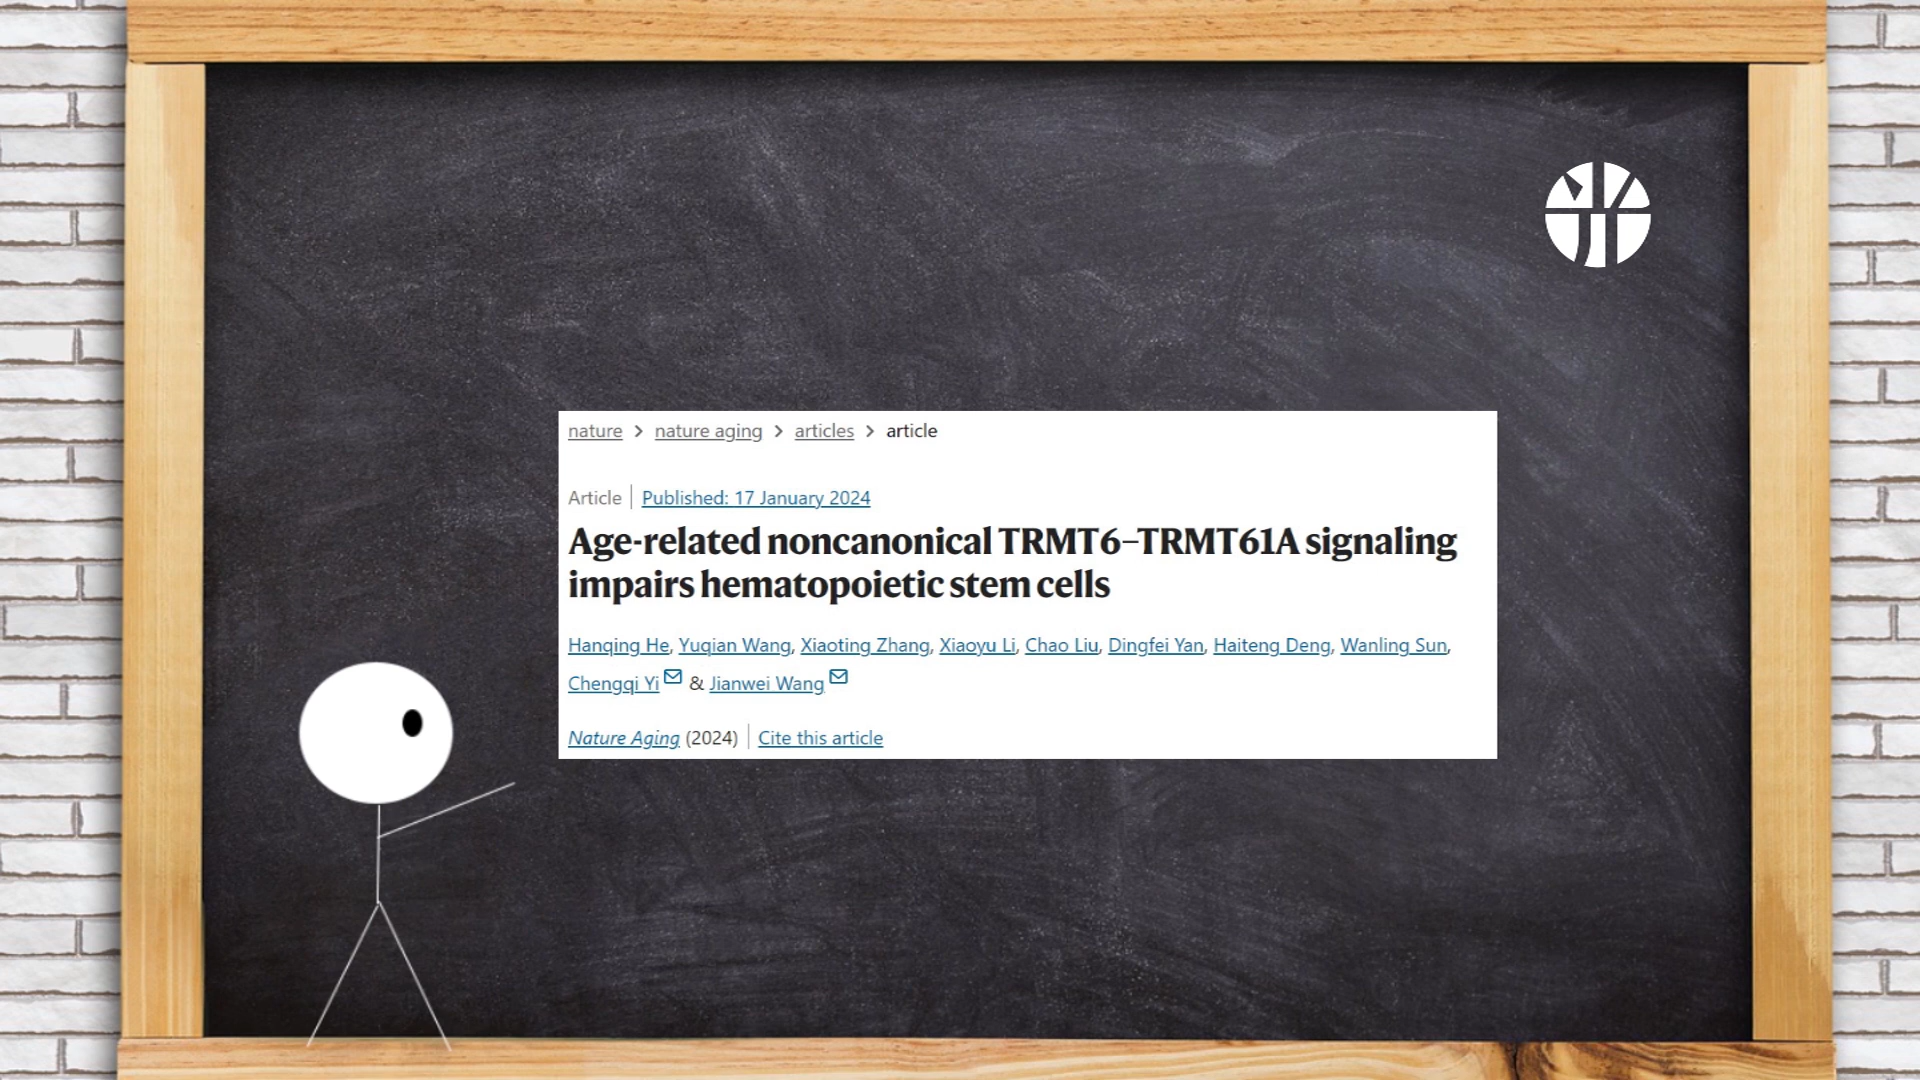 nature > nature aging > articles > article
Article | Published: 17 January 2024
Age-related noncanonical TRMT6–TRMT61A signaling
impairs hematopoietic stem cells
Hanqing He, Yuqian Wang, Xiaoting Zhang, Xiaoyu Li, Chao Liu, Dingfei Yan, Haiteng Deng, Wanling Sun,
Chengqi Yi & Jianwei Wang
Nature Aging (2024) | Cite this article